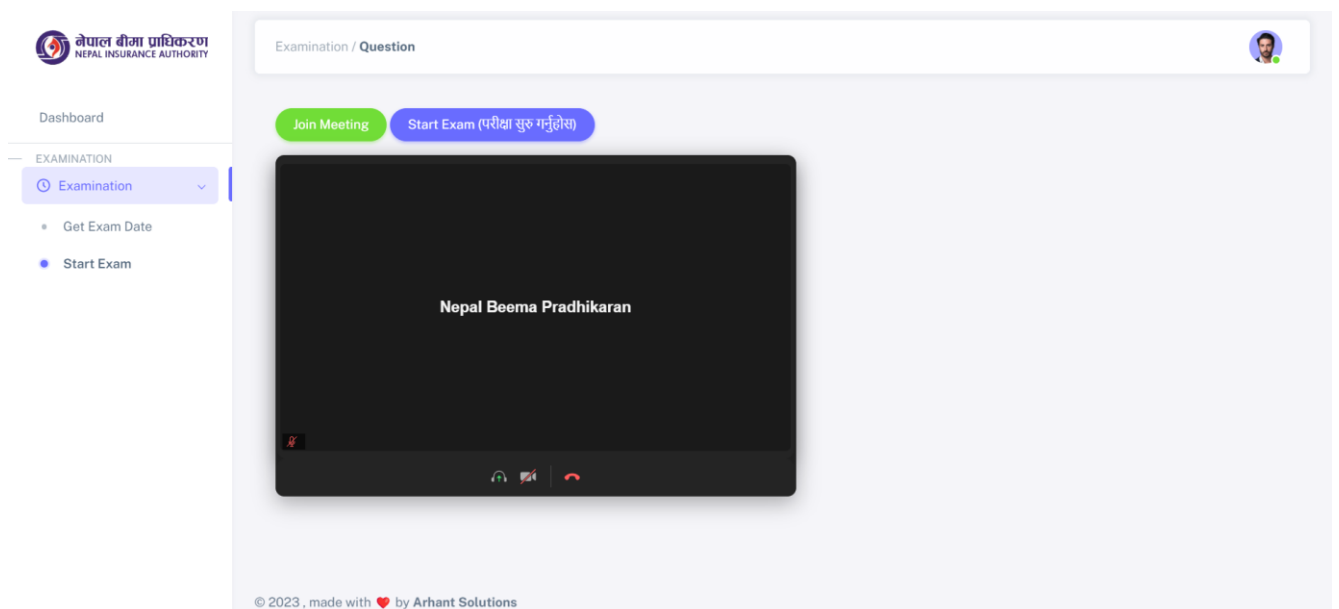 नेपाल बीमा प्राधिकरण
NEPAL INSURANCE AUTHORITY
Examination / Question
Dashboard
Join Meeting
Start Exam (परीक्षा सुरु गर्नुहोस)
EXAMINATION
Examination
Get Exam Date
Start Exam
Nepal Beema Pradhikaran
© 2023 , made with ❤️ by Arhant Solutions